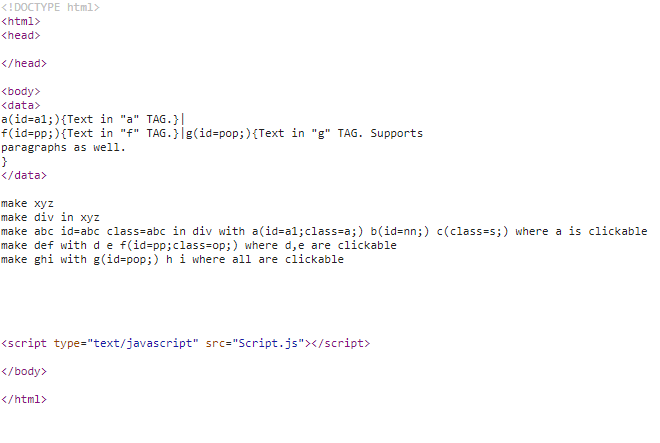 <!DOCTYPE html>
<html>
<head>
</head>
<body>
<data>
a(id=a1;){Text in "a" TAG.}|
f(id=pp;){Text in "f" TAG.}|g(id=pop;){Text in "g" TAG. Supports
paragraphs as well.
}
</data>
make xyz
make div in xyz
make abc id=abc class=abc in div with a(id=a1;class=a;) b(id=nn;) c(class=s;) where a is clickable
make def with d e f(id=pp;class=op;) where d,e are clickable
make ghi with g(id=pop;) h i where all are clickable
<script type="text/javascript" src="Script.js"></script>
</body>
</html>